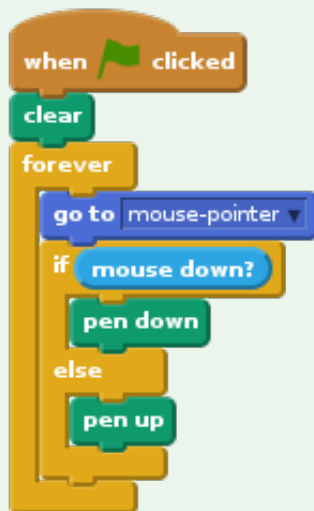 when clicked
clear
forever
go to mouse-pointer
if mouse down?
pen down
else
pen up